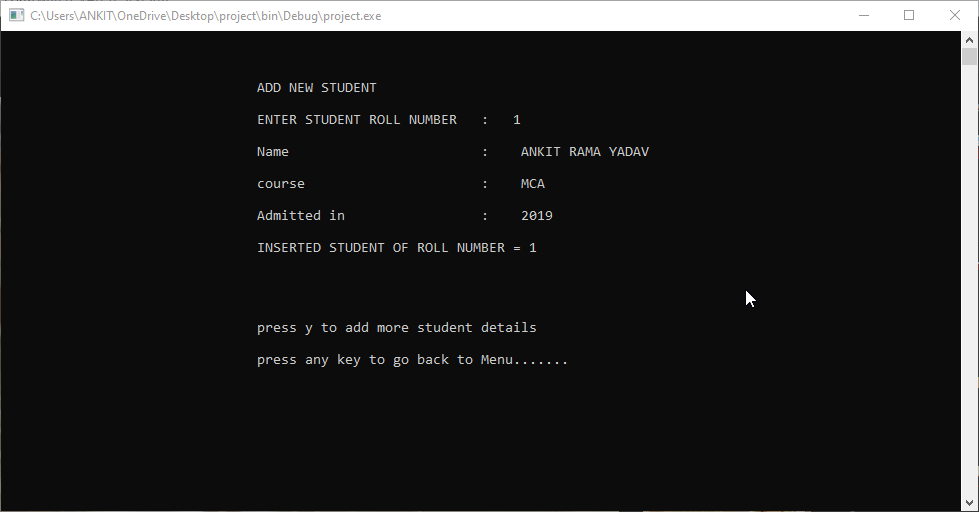 C:\Users\ANKIT\OneDrive\Desktop\project\bin\Debug\project.exe
ADD NEW STUDENT
ENTER STUDENT ROLL NUMBER : 1
Name : ANKIT RAMA YADAV
course : MCA
Admitted in : 2019
INSERTED STUDENT OF ROLL NUMBER = 1
press y to add more student details
press any key to go back to Menu.......